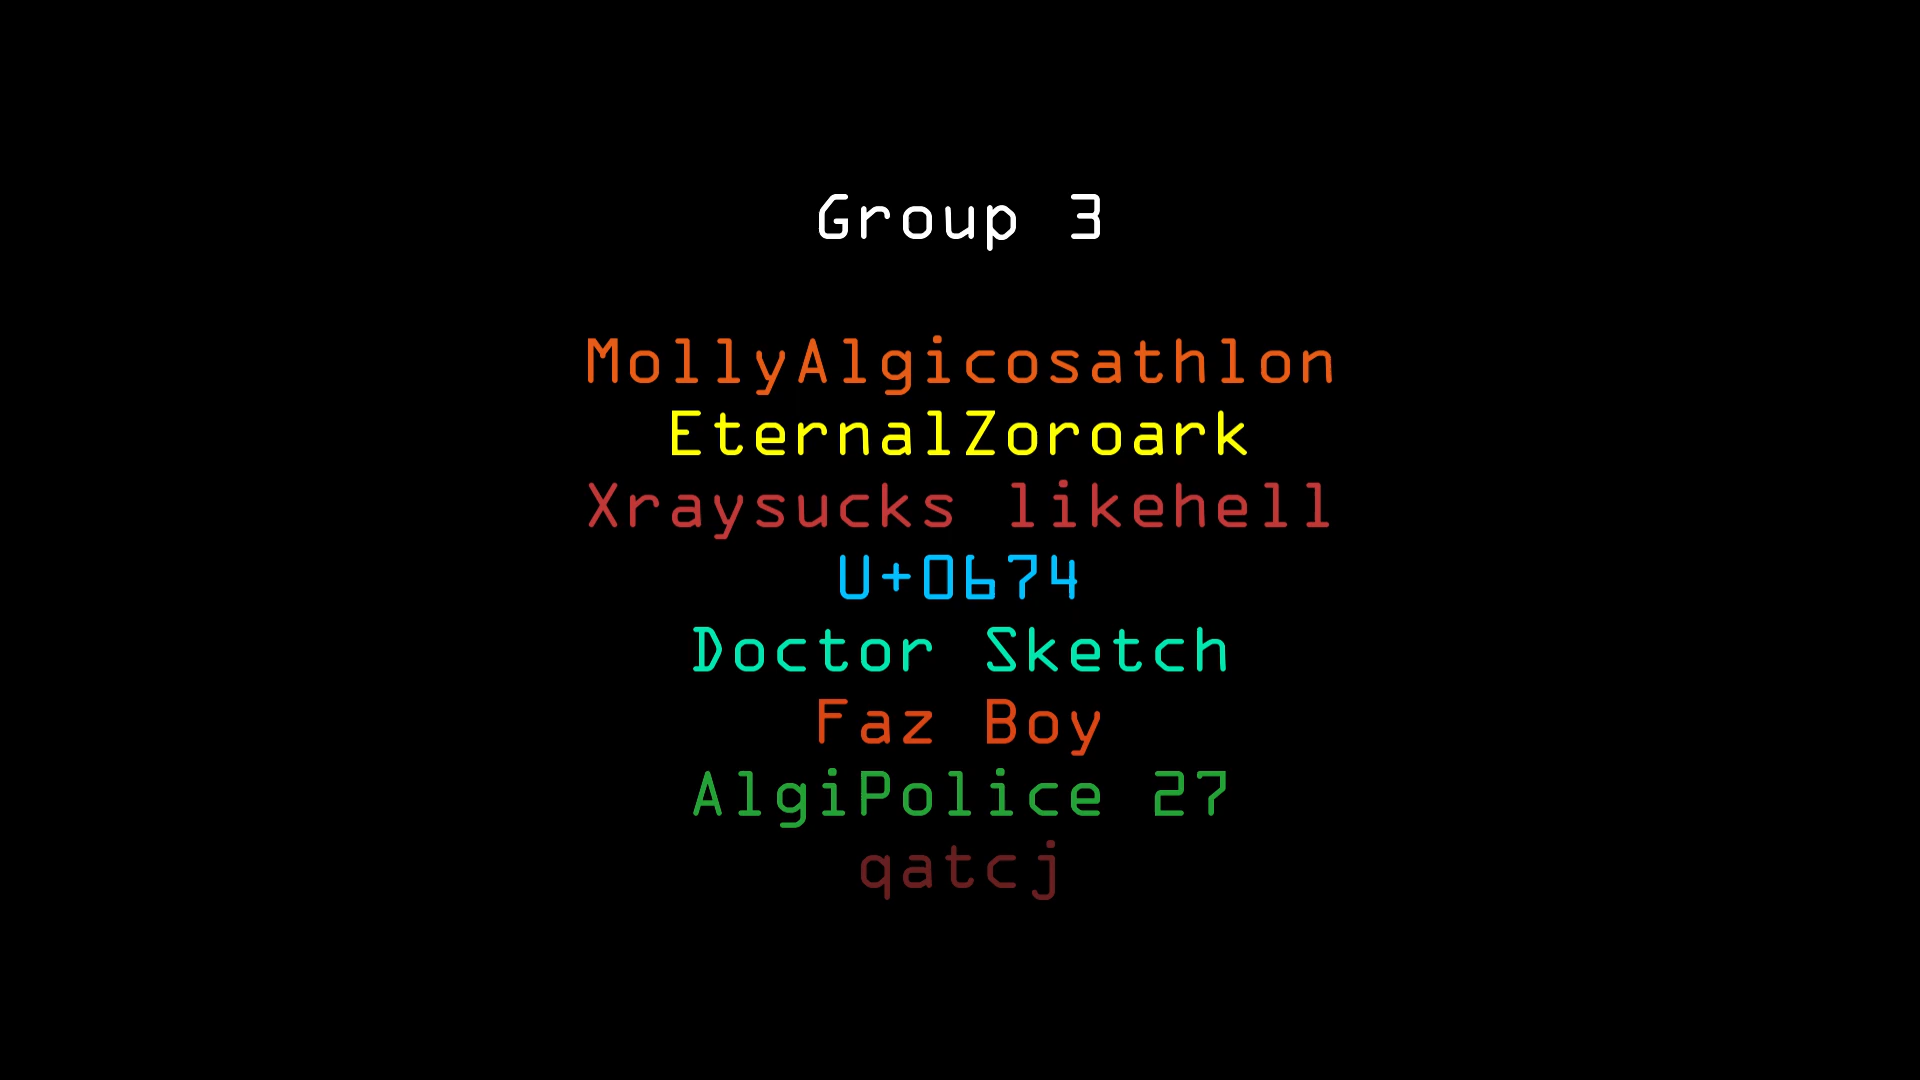 Group 3
MollyAlgicosathlon
EternalZoroark
Xraysucks likehell
U+0674
Doctor Sketch
Faz Boy
AlgiPolice 27
qatcj